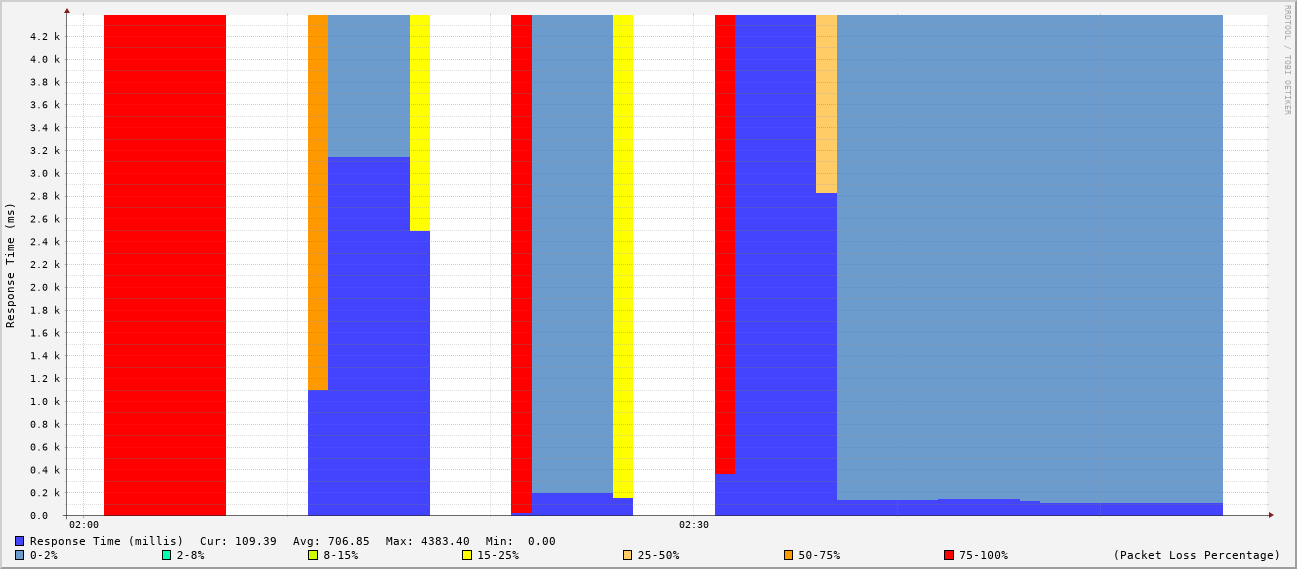 RRDTOOL / TOBI OETIKER
Response Time (ms)
4.2 k
4.0 k
3.8 k
3.6 k
3.4 k
3.2 k
3.0 k
2.8 k
2.6 k
2.4 k
2.2 k
2.0 k
1.8 k
1.6 k
1.4 k
1.2 k
1.0 k
0.8 k
0.6 k
0.4 k
0.2 k
0.0
02:00 02:30
Response Time (millis) Cur: 109.39 Avg: 706.85 Max: 4383.40 Min: 0.00
0-2% 2-8% 8-15% 15-25% 25-50% 50-75% 75-100% (Packet Loss Percentage)